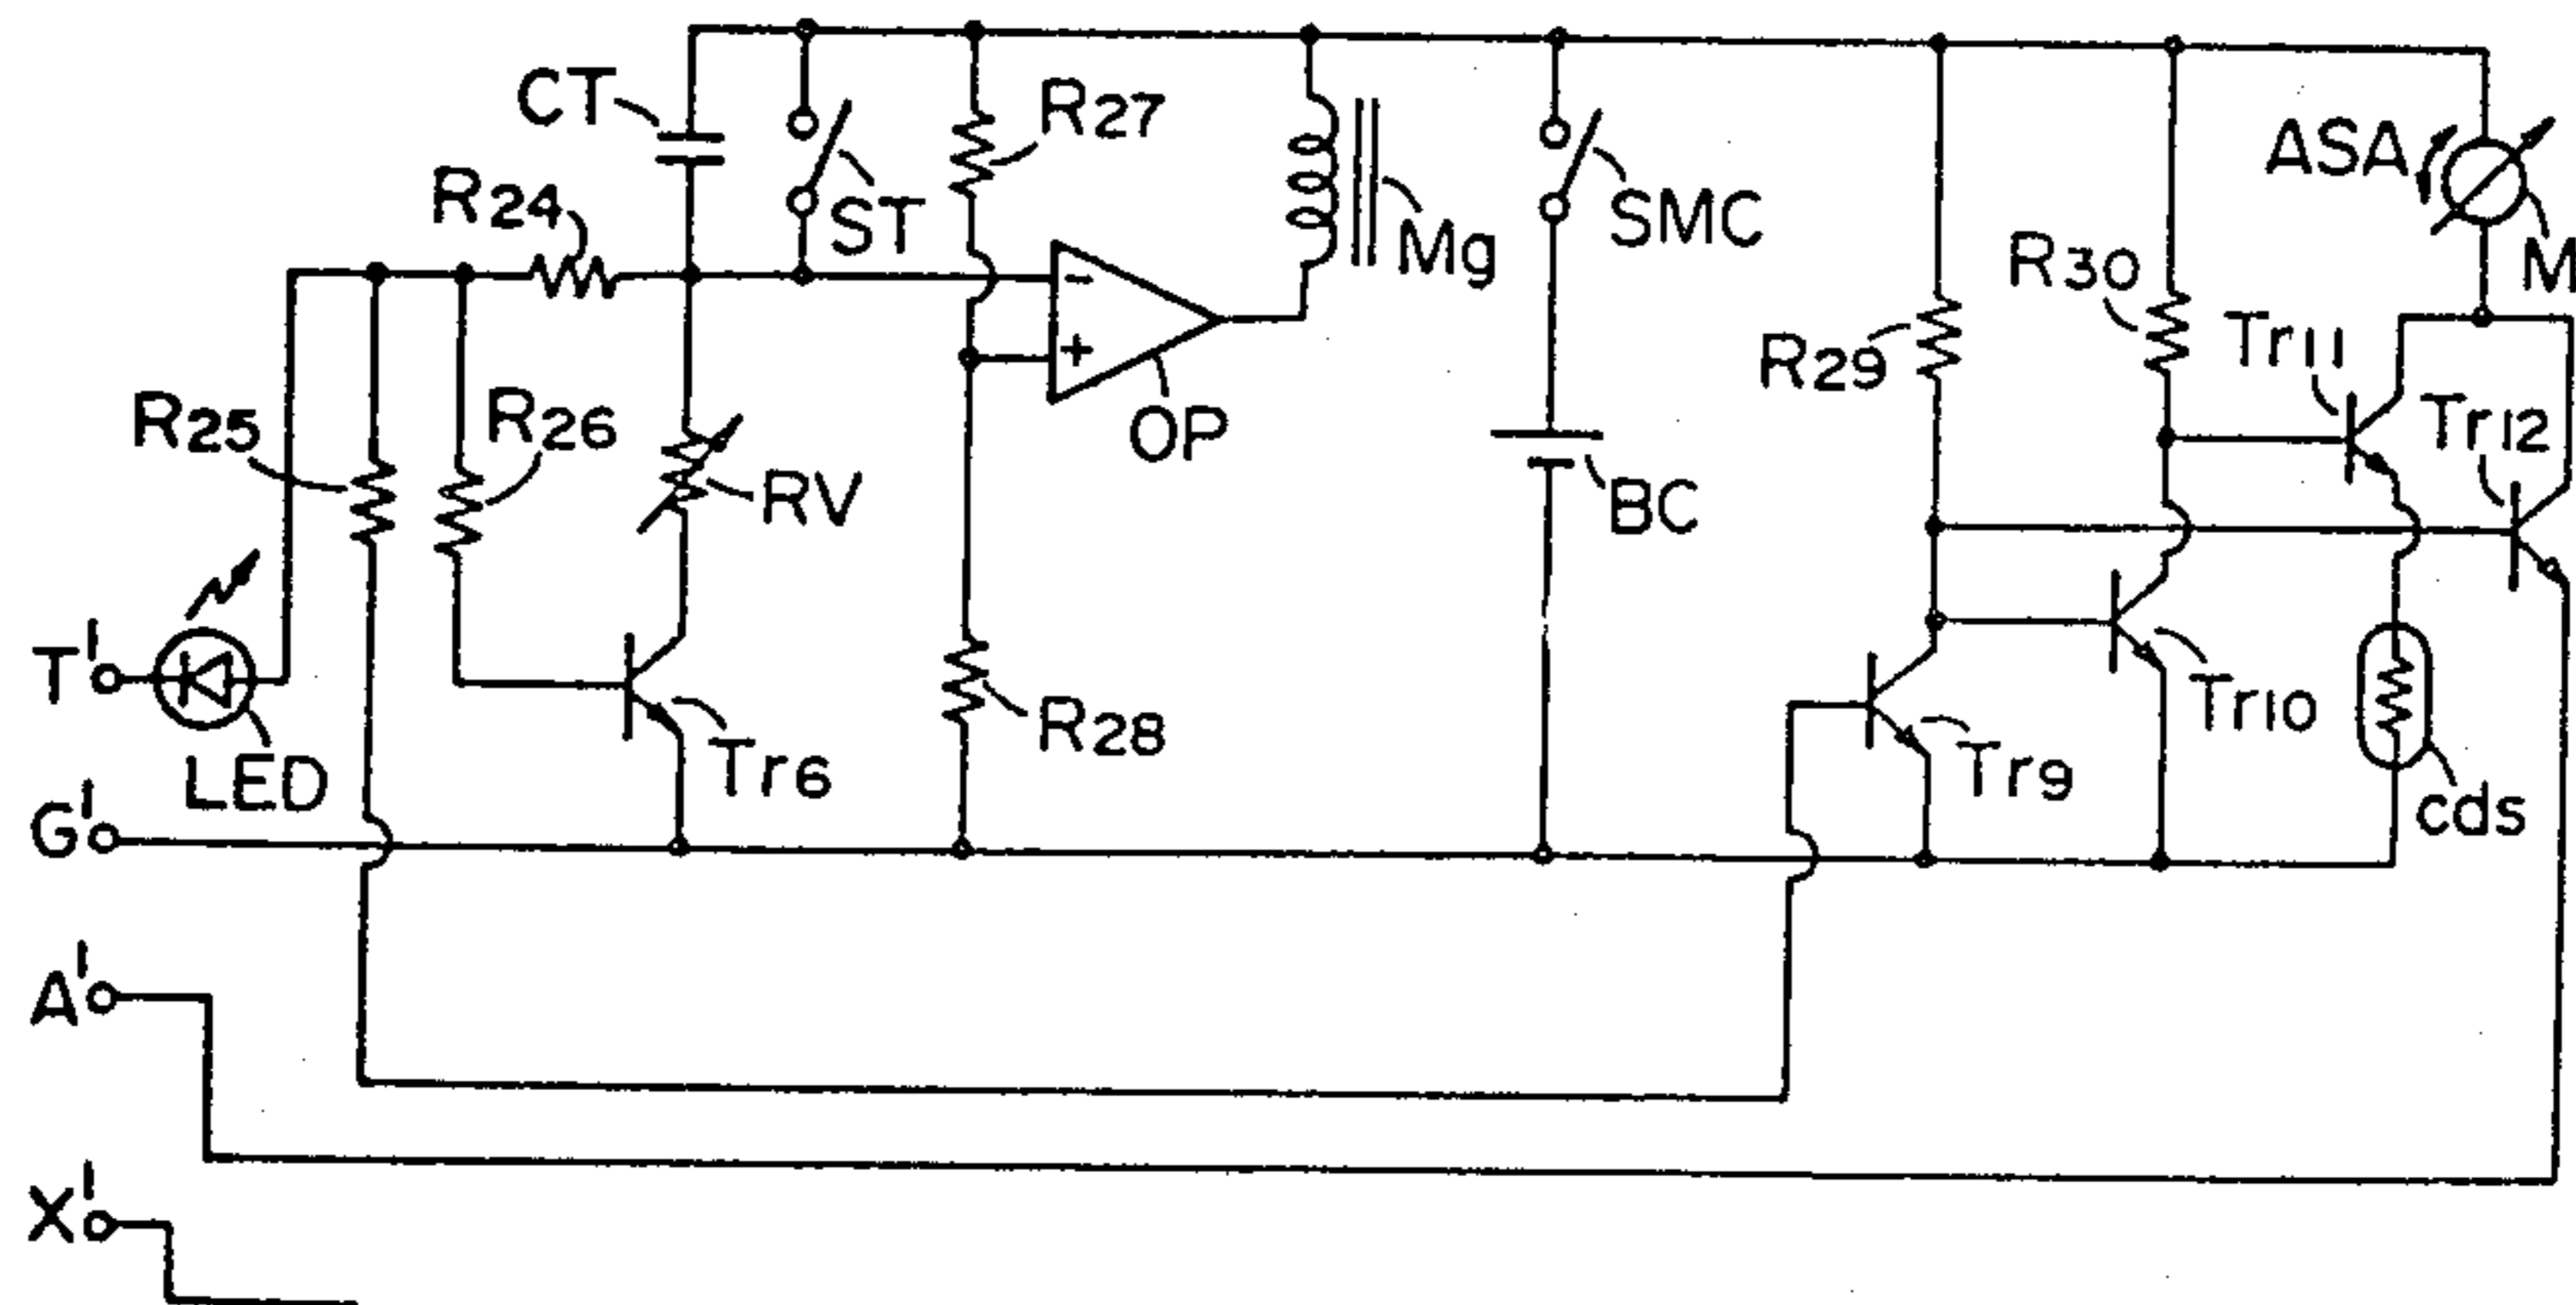 CT
R27
ASA
R24
ST
Mg
SMC
M
R30
-
+
R29
Tr11
R25
R26
OP
Tr12
RV
BC
T'
LED
Tr6
R28
Tr9
Tr10
cds
G'
A'
X'